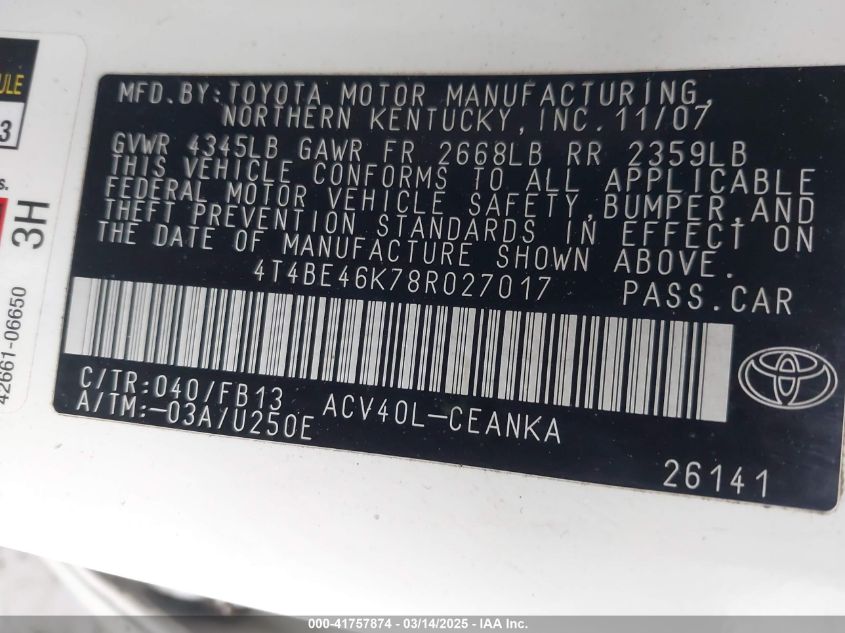 ULE
3
s.
3H
42661-06650
MFD.BY:TOYOTA MOTOR MANUFACTURING,
NORTHERN KENTUCKY,INC.11/07
GVWR 4345LB GAWR FR 2668LB RR 2359LB
THIS VEHICLE CONFORMS TO ALL APPLICABLE
FEDERAL MOTOR VEHICLE SAFETY,BUMPER,AND
THEFT PREVENTION STANDARDS IN EFFECT ON
THE DATE OF MANUFACTURE SHOWN ABOVE.
4T4BE46K78R027017 PASS.CAR
C/TR:040/FB13 ACV40L-CEANKA
A/TM:-03A/U250E
26141
000-41757874 - 03/14/2025 - IAA Inc.